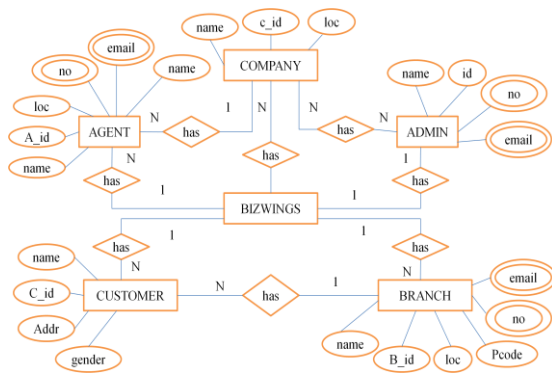 c_id
name
loc
email
no
name
COMPANY
name
id
no
loc
N
1
N
N
AGENT
N
has
has
N
ADMIN
A_id
email
name
N
has
1
has
has
1
BIZWINGS
1
1
1
has
has
name
N
N
email
C_id
CUSTOMER
N
has
1
BRANCH
no
Addr
name
gender
B_id
loc
Pcode